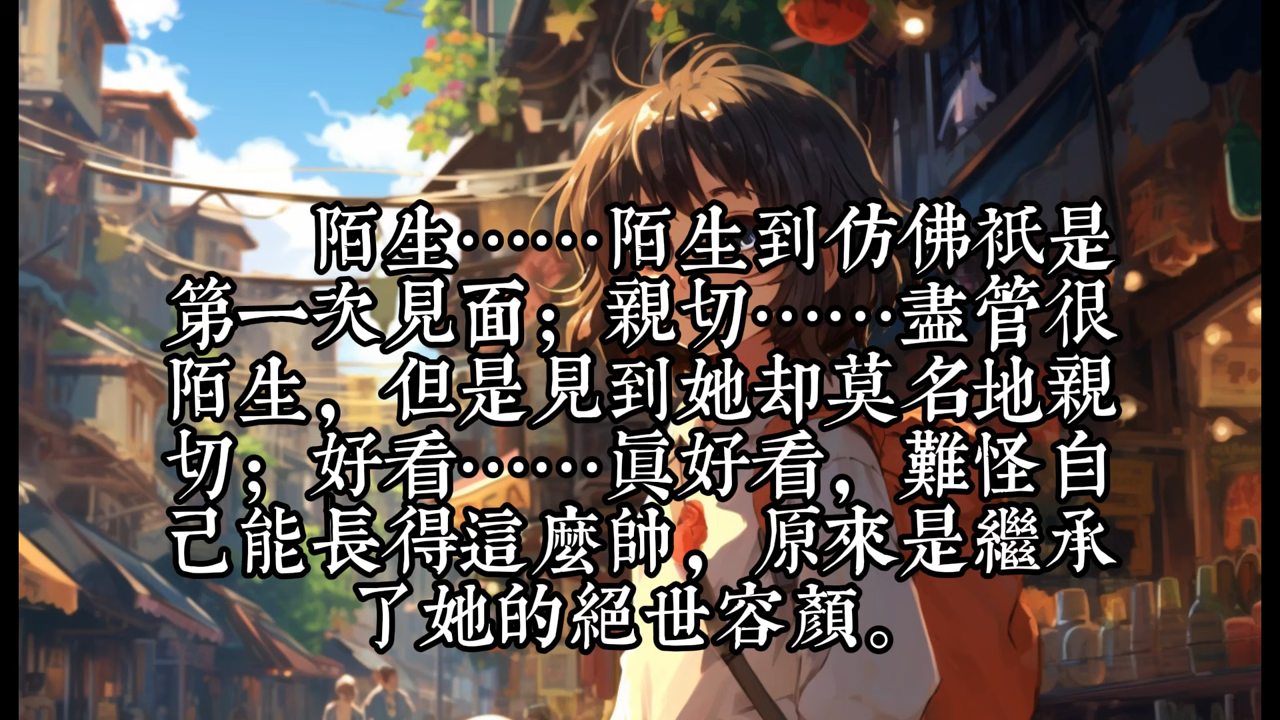 陌生……陌生到仿佛衹是
第一次見面；親切……盡管很
陌生，但是見到她却莫名地親
切；好看……眞好看，難怪自
己能長得這麼帥，原來是繼承
了她的絕世容顏。